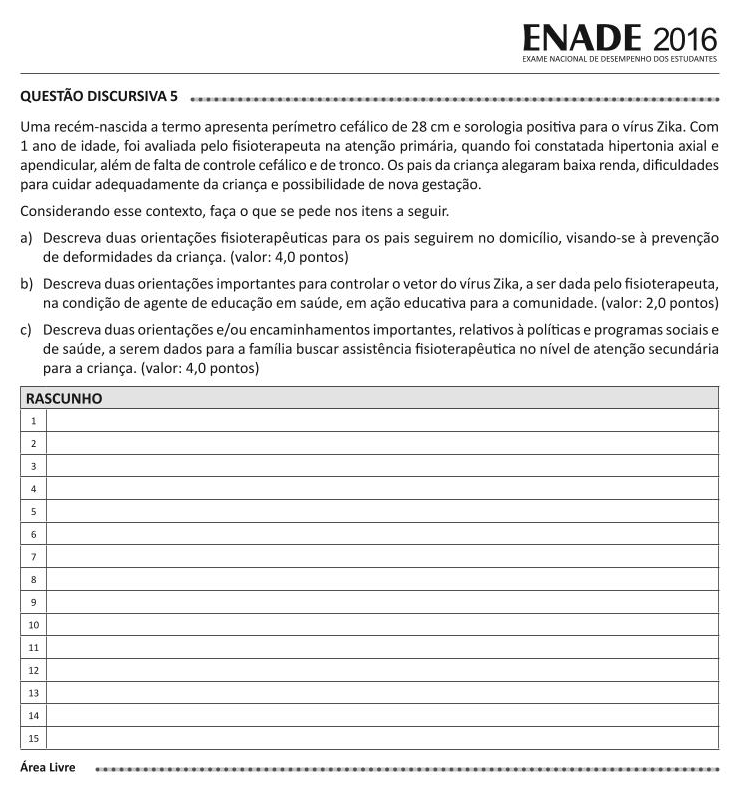 ENADE 2016
EXAME NACIONAL DE DESEMPENHO DOS ESTUDANTES
QUESTÃO DISCURSIVA 5
Uma recém-nascida a termo apresenta perímetro cefálico de 28 cm e sorologia positiva para o vírus Zika. Com
1 ano de idade, foi avaliada pelo fisioterapeuta na atenção primária, quando foi constatada hipertonia axial e
apendicular, além de falta de controle cefálico e de tronco. Os pais da criança alegaram baixa renda, dificuldades
para cuidar adequadamente da criança e possibilidade de nova gestação.
Considerando esse contexto, faça o que se pede nos itens a seguir.
a) Descreva duas orientações fisioterapêuticas para os pais seguirem no domicílio, visando-se à prevenção
de deformidades da criança. (valor: 4,0 pontos)
b) Descreva duas orientações importantes para controlar o vetor do vírus Zika, a ser dada pelo fisioterapeuta,
na condição de agente de educação em saúde, em ação educativa para a comunidade. (valor: 2,0 pontos)
c) Descreva duas orientações e/ou encaminhamentos importantes, relativos à políticas e programas sociais e
de saúde, a serem dados para a família buscar assistência fisioterapêutica no nível de atenção secundária
para a criança. (valor: 4,0 pontos)
RASCUNHO
1
2
3
4
5
6
7
8
9
10
11
12
13
14
15
Área Livre